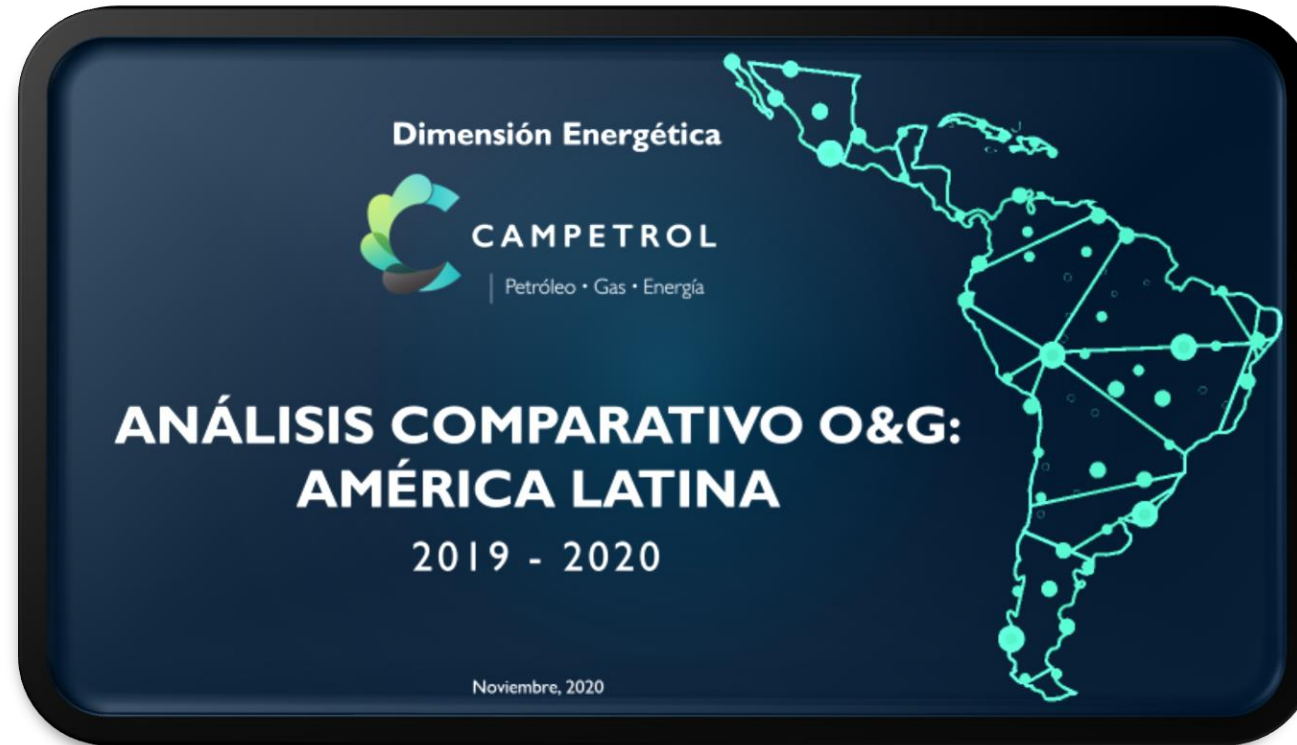 Dimensión Energética
CAMPETROL
Petróleo • Gas • Energía
ANÁLISIS COMPARATIVO O&G:
AMÉRICA LATINA
2019 - 2020
Noviembre, 2020